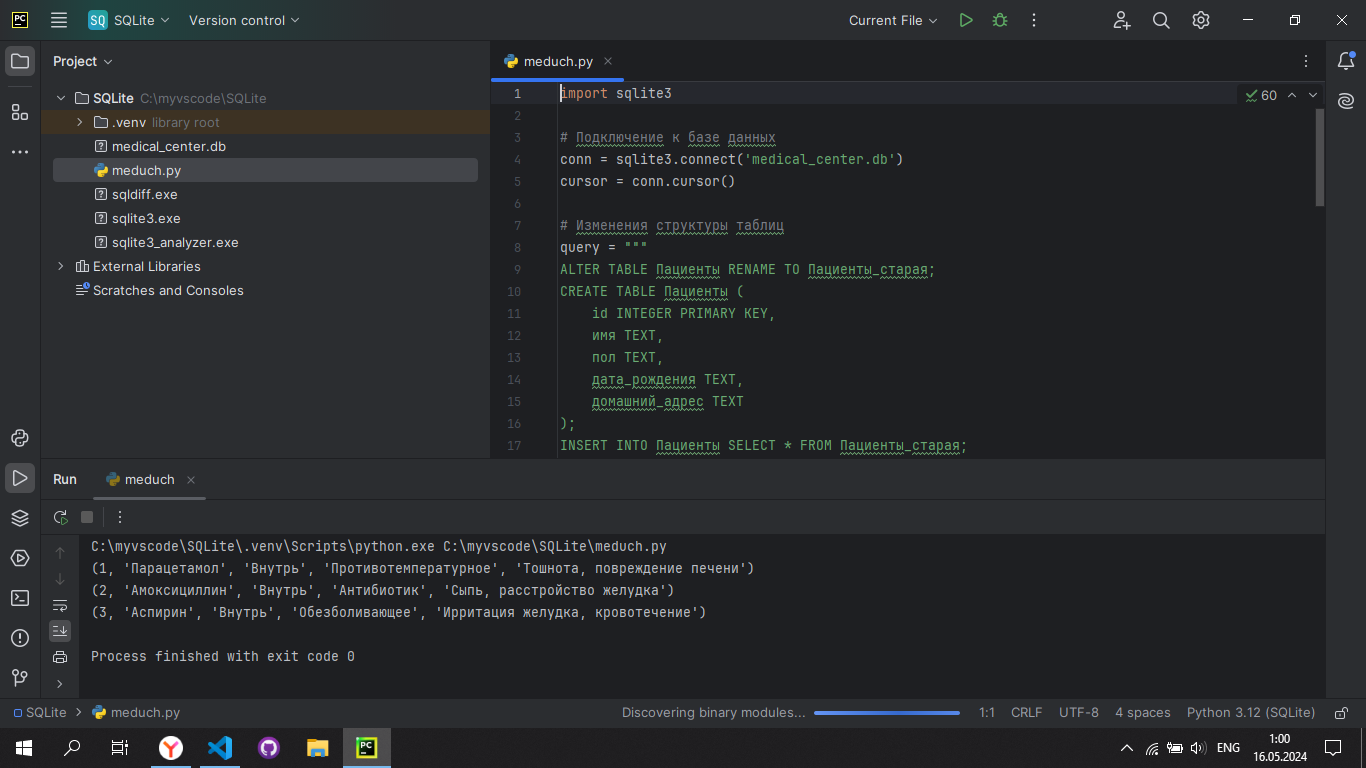 PC
SQ SQLite Version control Current File
Project
meduch.py
SQLite C:\myvscode\SQLite
.venv library root
medical_center.db
meduch.py
sqldiff.exe
sqlite3.exe
sqlite3_analyzer.exe
External Libraries
Scratches and Consoles
60
1 import sqlite3
2
3 # Подключение к базе данных
4 conn = sqlite3.connect('medical_center.db')
5 cursor = conn.cursor()
6
7 # Изменения структуры таблиц
8 query = """
9 ALTER TABLE Пациенты RENAME TO Пациенты_старая;
10 CREATE TABLE Пациенты (
11 id INTEGER PRIMARY KEY,
12 имя TEXT,
13 пол TEXT,
14 дата_рождения TEXT,
15 домашний_адрес TEXT
16 );
17 INSERT INTO Пациенты SELECT * FROM Пациенты_старая;
Run meduch
C:\myvscode\SQLite\.venv\Scripts\python.exe C:\myvscode\SQLite\meduch.py
(1, 'Парацетамол', 'Внутрь', 'Противотемпературное', 'Тошнота, повреждение печени')
(2, 'Амоксициллин', 'Внутрь', 'Антибиотик', 'Сыпь, расстройство желудка')
(3, 'Аспирин', 'Внутрь', 'Обезболивающее', 'Ирритация желудка, кровотечение')
Process finished with exit code 0
SQLite meduch.py Discovering binary modules... 1:1 CRLF UTF-8 4 spaces Python 3.12 (SQLite)
PC
ENG
1:00
16.05.2024